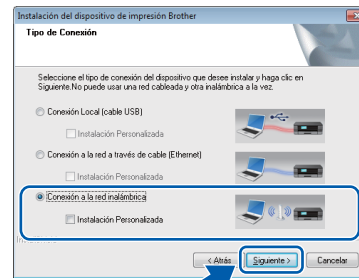 Instalación del dispositivo de impresión Brother
Tipo de Conexión
Seleccione el tipo de conexión del dispositivo que desee instalar y haga clic en
Siguiente.No puede usar una red cableada y otra inalámbrica a la vez.
Conexión Local (cable USB)
Instalación Personalizada
Conexión a la red a través de cable (Ethernet)
Instalación Personalizada
Conexión a la red inalámbrica
Instalación Personalizada
< Atrás
Siguiente >
Cancelar